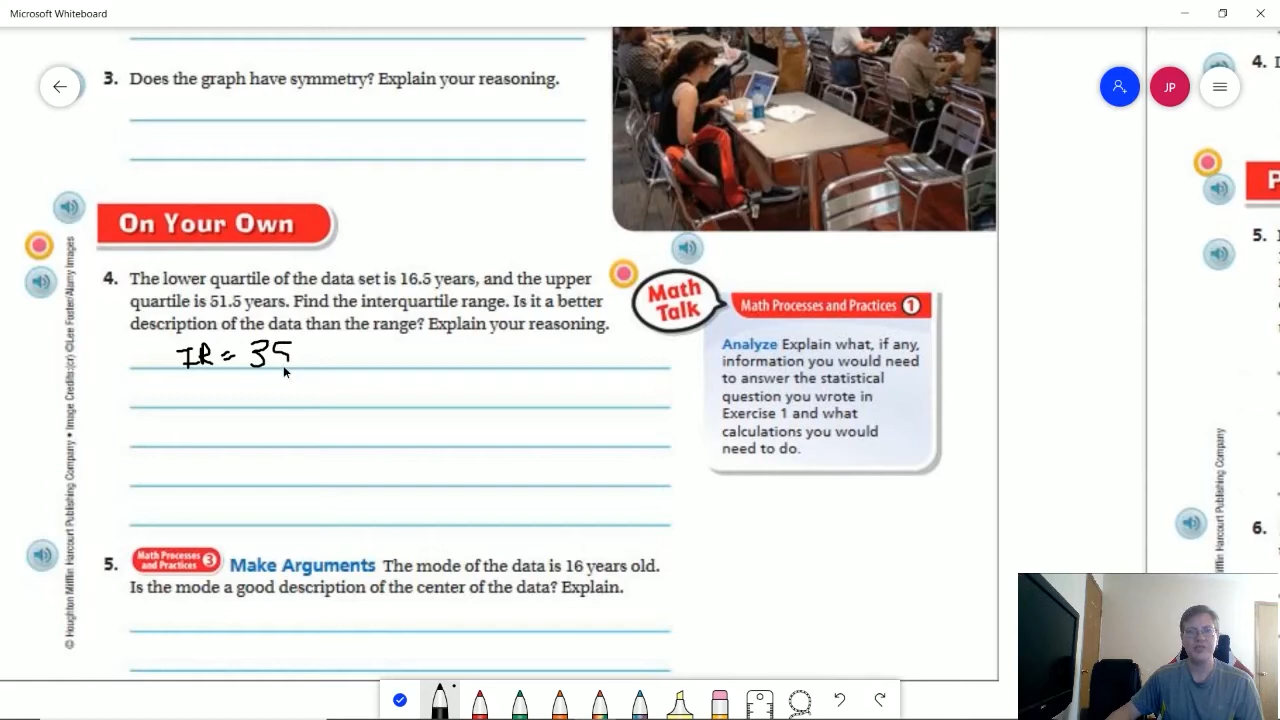 Microsoft Whiteboard
3. Does the graph have symmetry? Explain your reasoning.
4.
JP
On Your Own
4. The lower quartile of the data set is 16.5 years, and the upper
quartile is 51.5 years. Find the interquartile range. Is it a better
description of the data than the range? Explain your reasoning.
IR = 35
Math
Talk
Math Processes and Practices 1
Analyze Explain what, if any,
information you would need
to answer the statistical
question you wrote in
Exercise 1 and what
calculations you would
need to do.
5. Math Processes and Practices 3 Make Arguments The mode of the data is 16 years old.
Is the mode a good description of the center of the data? Explain.
© Houghton Mifflin Harcourt Publishing Company • Image Credits:(cr) ©Lee Foster/Alamy Images
5.
6.
Mifflin Harcourt Publishing Company